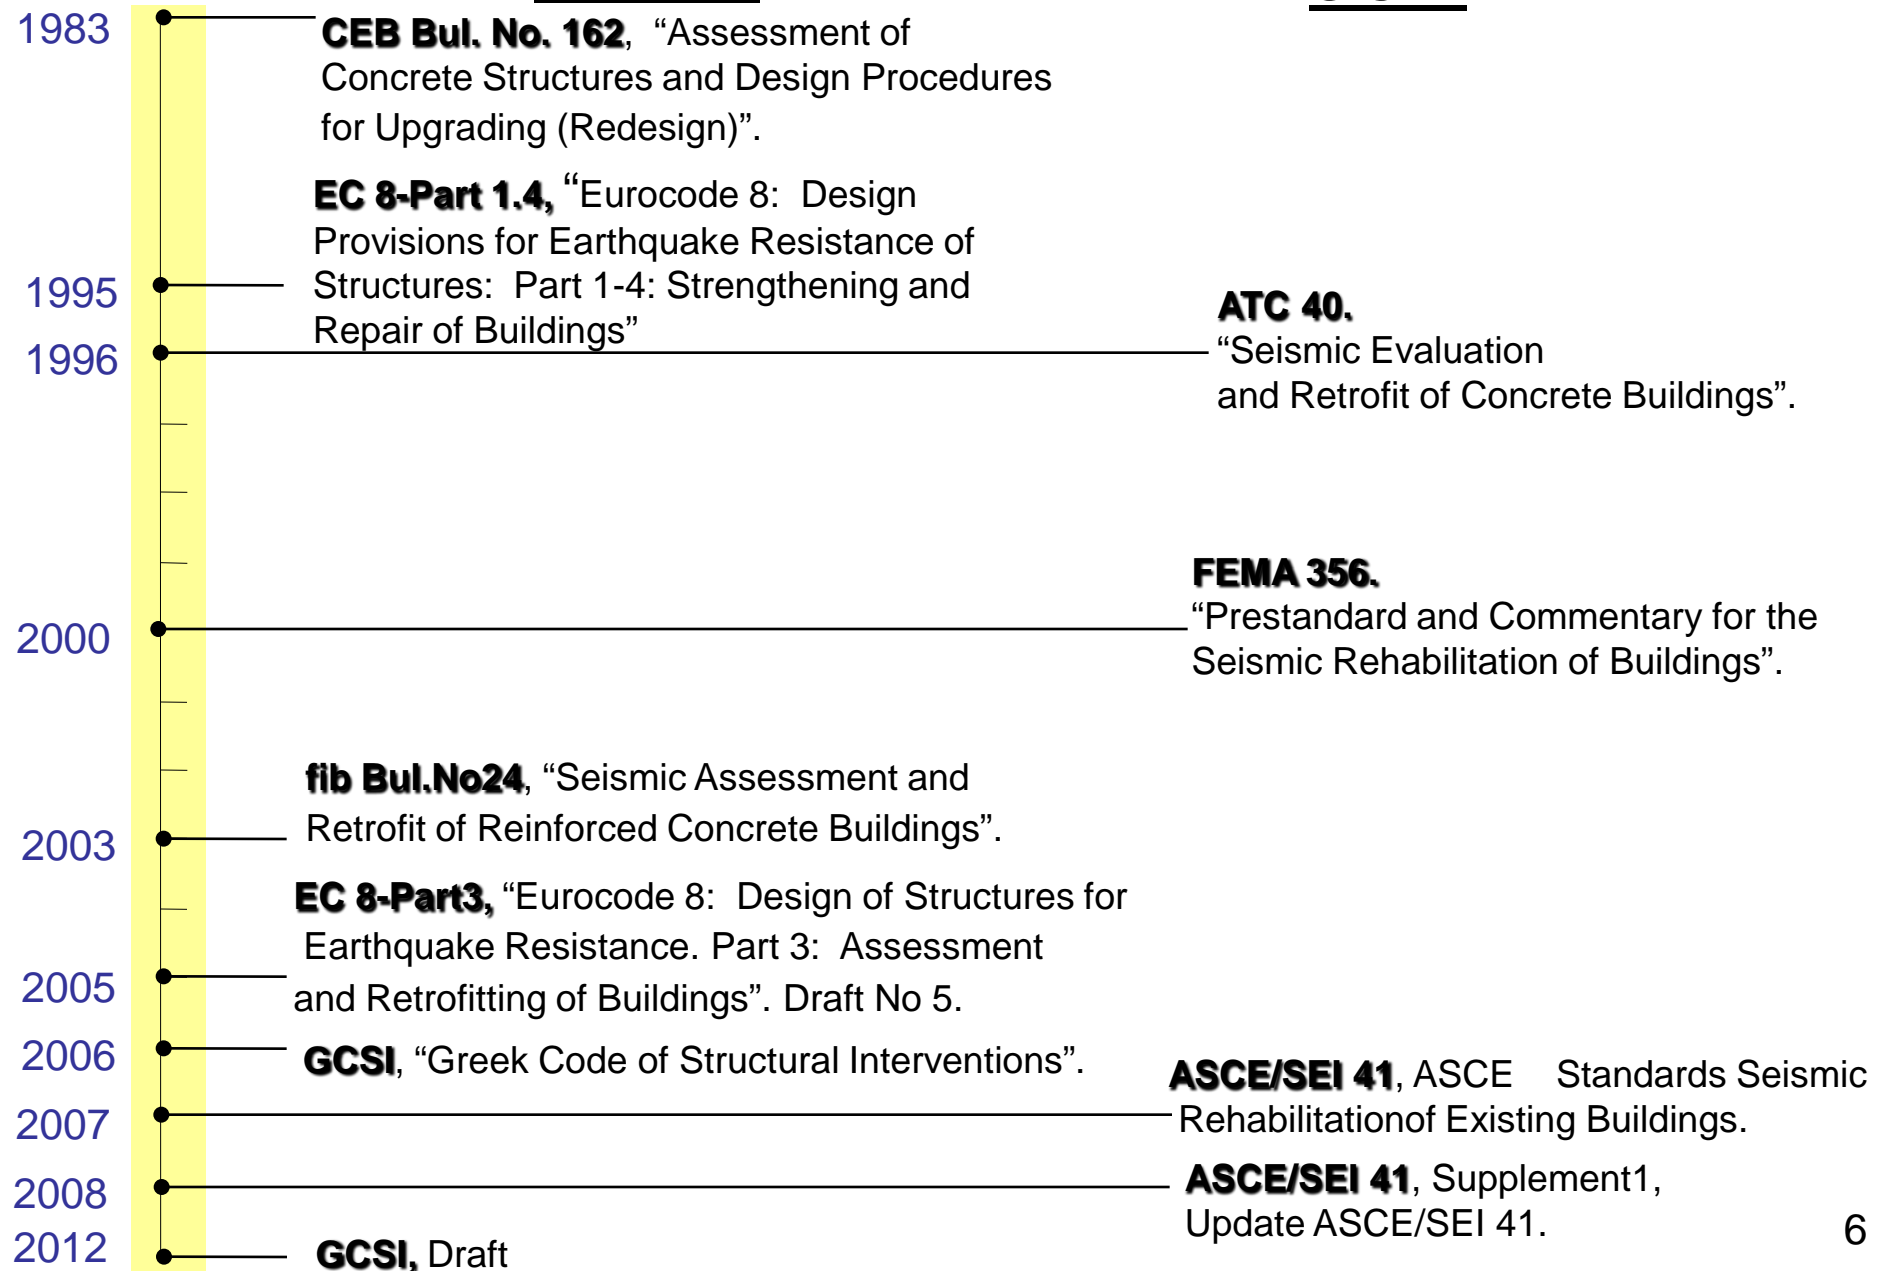 1983
CEB Bul. No. 162, “Assessment of
Concrete Structures and Design Procedures
for Upgrading (Redesign)”.
EC 8-Part 1.4, “Eurocode 8: Design
Provisions for Earthquake Resistance of
1995
Structures: Part 1-4: Strengthening and
Repair of Buildings”
1996
ATC 40.
“Seismic Evaluation
and Retrofit of Concrete Buildings”.
FEMA 356.
2000
“Prestandard and Commentary for the
Seismic Rehabilitation of Buildings”.
fib Bul.No24, “Seismic Assessment and
Retrofit of Reinforced Concrete Buildings”.
2003
EC 8-Part3, “Eurocode 8: Design of Structures for
Earthquake Resistance. Part 3: Assessment
and Retrofitting of Buildings”. Draft No 5.
2005
2006
GCSI, “Greek Code of Structural Interventions”.
ASCE/SEI 41, ASCE Standards Seismic
Rehabilitationof Existing Buildings.
2007
2008
ASCE/SEI 41, Supplement1,
Update ASCE/SEI 41.
2012
GCSI, Draft
6